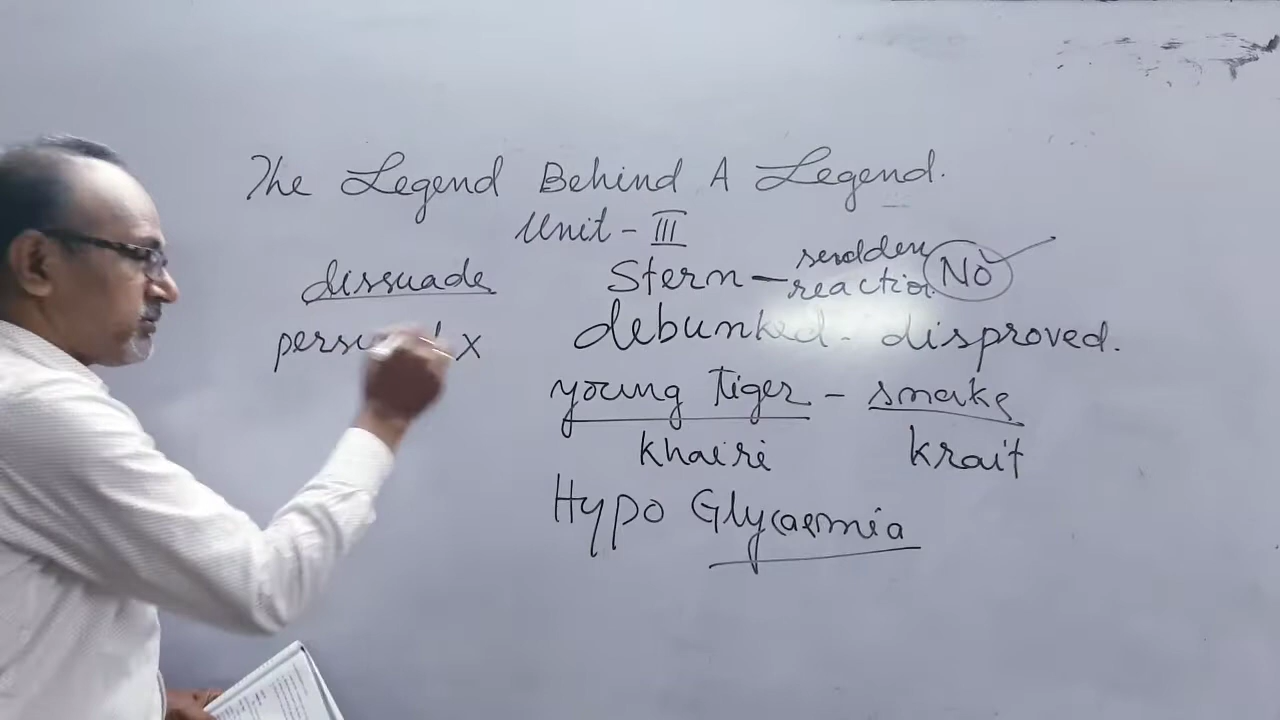 The Legend Behind A Legend.
Unit - III
dissuade
x
Stern - sudden reaction No
debunked - disproved.
young tiger - snake
khairi krait
Hypo Glycaemia